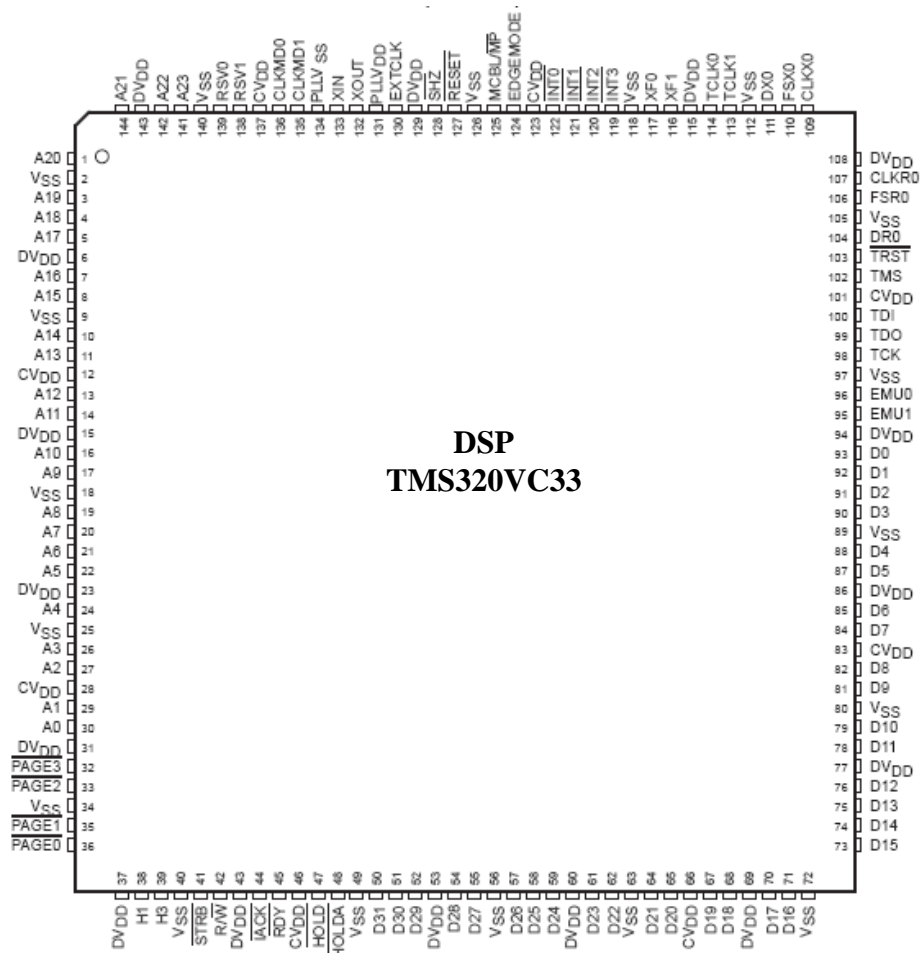 A21 DVDD A22 A23 VSS RSV0 RSV1 CVDD CLKMD0 CLKMD1 PLLVSS XIN XOUT PLLVDD EXTCLK DVDD SHZ RESET VSS MCBL/MP EDGEMODE CVDD INT0 INT1 INT2 INT3 VSS XF0 XF1 DVDD TCLK0 TCLK1 VSS DX0 FSX0 CLKX0
144 143 142 141 140 139 138 137 136 135 134 133 132 131 130 129 128 127 126 125 124 123 122 121 120 119 118 117 116 115 114 113 112 111 110 109
A20 1 108 DVDD
VSS 2 107 CLKR0
A19 3 106 FSR0
A18 4 105 VSS
A17 5 104 DR0
DVDD 6 103 TRST
A16 7 102 TMS
A15 8 101 CVDD
VSS 9 100 TDI
A14 10 99 TDO
A13 11 98 TCK
CVDD 12 97 VSS
A12 13 96 EMU0
A11 14 95 EMU1
DVDD 15 94 DVDD
A10 16 93 D0
A9 17 92 D1
VSS 18 91 D2
A8 19 90 D3
A7 20 89 VSS
A6 21 88 D4
A5 22 87 D5
DVDD 23 86 DVDD
A4 24 85 D6
VSS 25 84 D7
A3 26 83 CVDD
A2 27 82 D8
CVDD 28 81 D9
A1 29 80 VSS
A0 30 79 D10
DVDD 31 78 D11
PAGE3 32 77 DVDD
PAGE2 33 76 D12
VSS 34 75 D13
PAGE1 35 74 D14
PAGE0 36 73 D15
DSP
TMS320VC33
37 38 39 40 41 42 43 44 45 46 47 48 49 50 51 52 53 54 55 56 57 58 59 60 61 62 63 64 65 66 67 68 69 70 71 72
DVDD H1 H3 VSS STRB R/W DVDD IACK RDY CVDD HOLD HOLDA VSS D31 D30 D29 DVDD D28 D27 VSS D26 D25 D24 DVDD D23 D22 VSS D21 D20 CVDD D19 D18 DVDD D17 D16 VSS